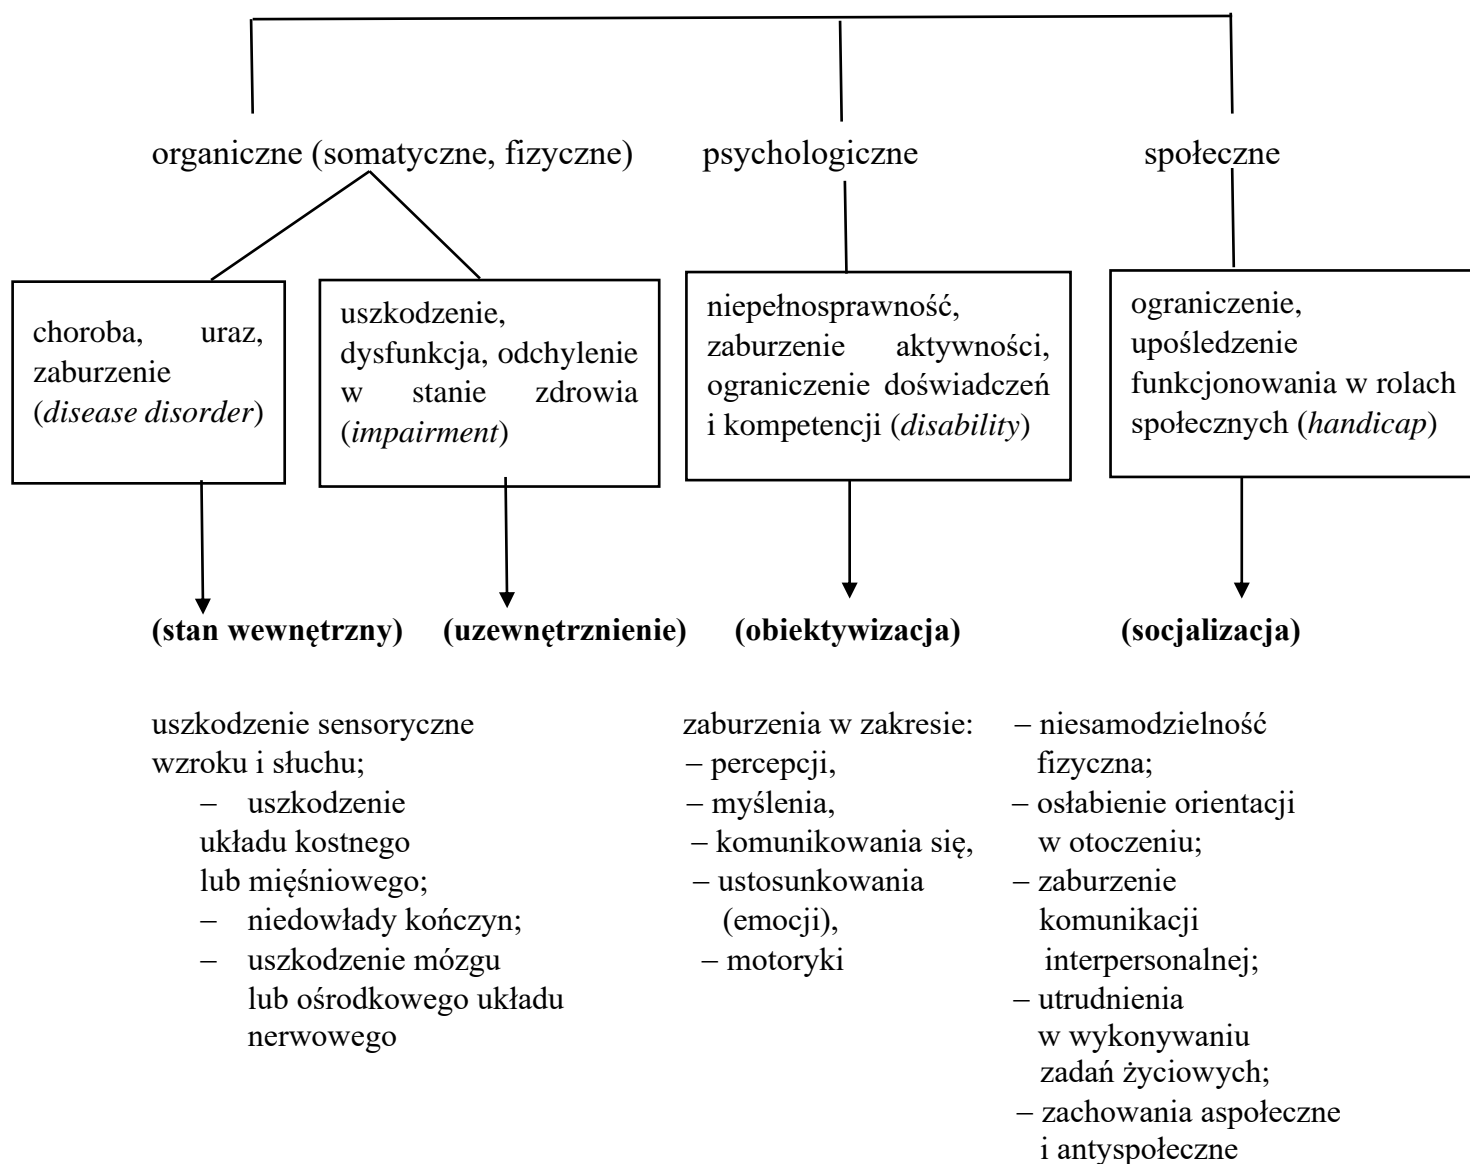 organiczne (somatyczne, fizyczne)
psychologiczne
społeczne
choroba, uraz,
zaburzenie
(disease disorder)
uszkodzenie,
dysfunkcja, odchylenie
w stanie zdrowia
(impairment)
niepełnosprawność,
zaburzenie aktywności,
ograniczenie doświadczeń
i kompetencji (disability)
ograniczenie,
upośledzenie
funkcjonowania w rolach
społecznych (handicap)
(stan wewnętrzny)
(uzewnętrznienie)
(obiektywizacja)
(socjalizacja)
uszkodzenie sensoryczne
wzroku i słuchu;
– uszkodzenie
układu kostnego
lub mięśniowego;
– niedowłady kończyn;
– uszkodzenie mózgu
lub ośrodkowego układu
nerwowego
zaburzenia w zakresie:
– percepcji,
– myślenia,
– komunikowania się,
– ustosunkowania
(emocji),
– motoryki
– niesamodzielność
fizyczna;
– osłabienie orientacji
w otoczeniu;
– zaburzenie
komunikacji
interpersonalnej;
– utrudnienia
w wykonywaniu
zadań życiowych;
– zachowania aspołeczne
i antyspołeczne